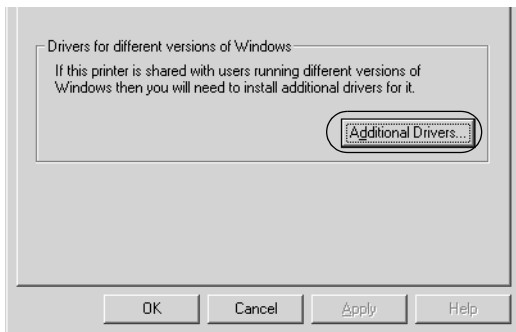 Drivers for different versions of Windows
If this printer is shared with users running different versions of
Windows then you will need to install additional drivers for it.
Additional Drivers...
OK Cancel Apply Help